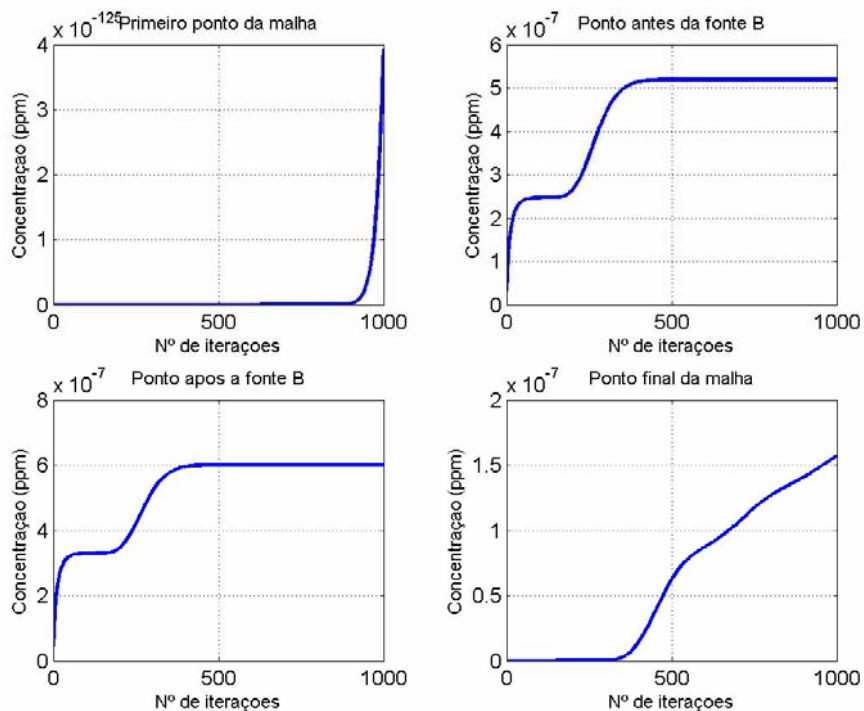 x 10^-125
Primeiro ponto da malha
4
3
2
1
0
0
500
1000
Concentraçao (ppm)
Nº de iteraçoes
x 10^-7
Ponto antes da fonte B
6
5
4
3
2
1
0
0
500
1000
Concentraçao (ppm)
Nº de iteraçoes
x 10^-7
Ponto apos a fonte B
8
6
4
2
0
0
500
1000
Concentraçao (ppm)
Nº de iteraçoes
x 10^-7
Ponto final da malha
2
1.5
1
0.5
0
0
500
1000
Concentraçao (ppm)
Nº de iteraçoes